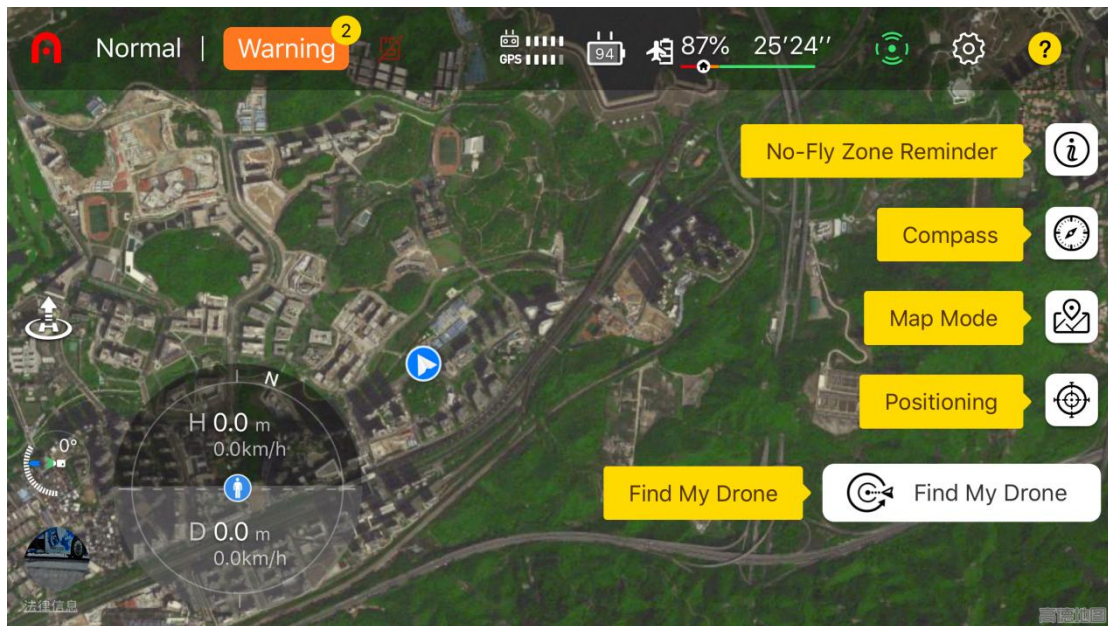 Normal | Warning 2
GPS
94
87% 25'24''
?
No-Fly Zone Reminder
Compass
Map Mode
Positioning
Find My Drone
Find My Drone
N
H 0.0 m
0.0km/h
0°
D 0.0 m
0.0km/h
法律信息
高德地图